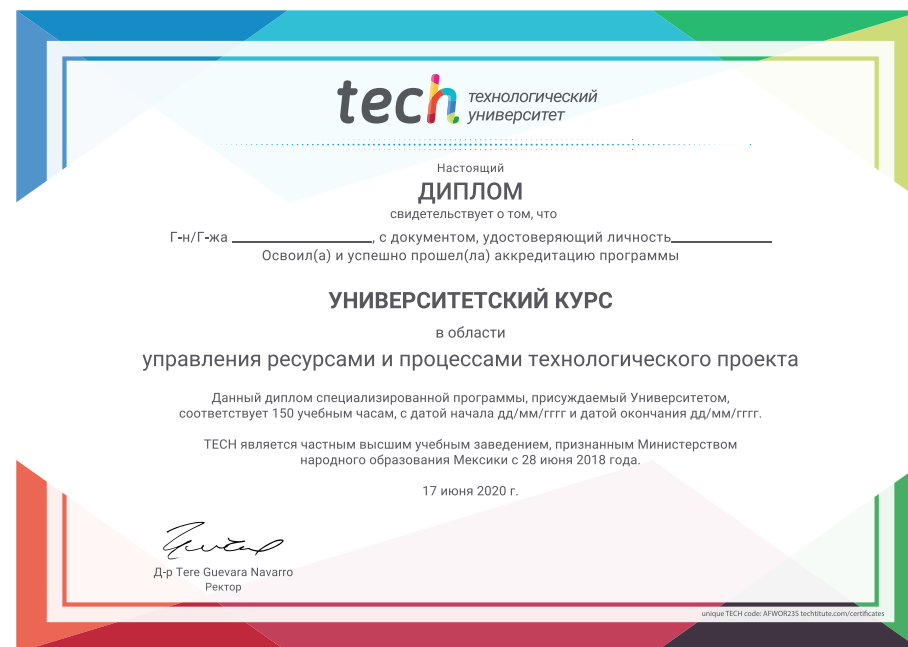 tech технологический
университет
Настоящий
ДИПЛОМ
свидетельствует о том, что
Г-н/Г-жа ____________________, с документом, удостоверяющий личность______________
Освоил(а) и успешно прошел(ла) аккредитацию программы
УНИВЕРСИТЕТСКИЙ КУРС
в области
управления ресурсами и процессами технологического проекта
Данный диплом специализированной программы, присуждаемый Университетом,
соответствует 150 учебным часам, с датой начала дд/мм/гггг и датой окончания дд/мм/гггг.
TECH является частным высшим учебным заведением, признанным Министерством
народного образования Мексики с 28 июня 2018 года.
17 июня 2020 г.
Д-р Tere Guevara Navarro
Ректор
unique TECH code: AFWOR23S techtitute.com/certificates